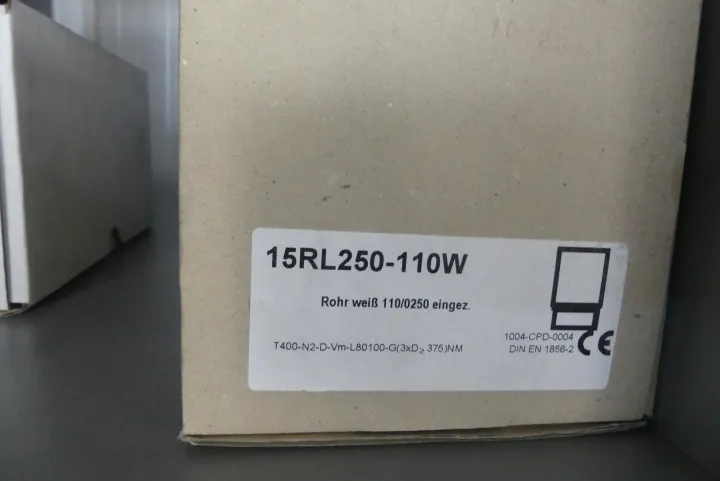 15RL250-110W
Rohr weiß 110/0250 eingez.
T400-N2-D-Vm-L80100-G(3xD≥375)NM
1004-CPD-0004
DIN EN 1856-2
CE